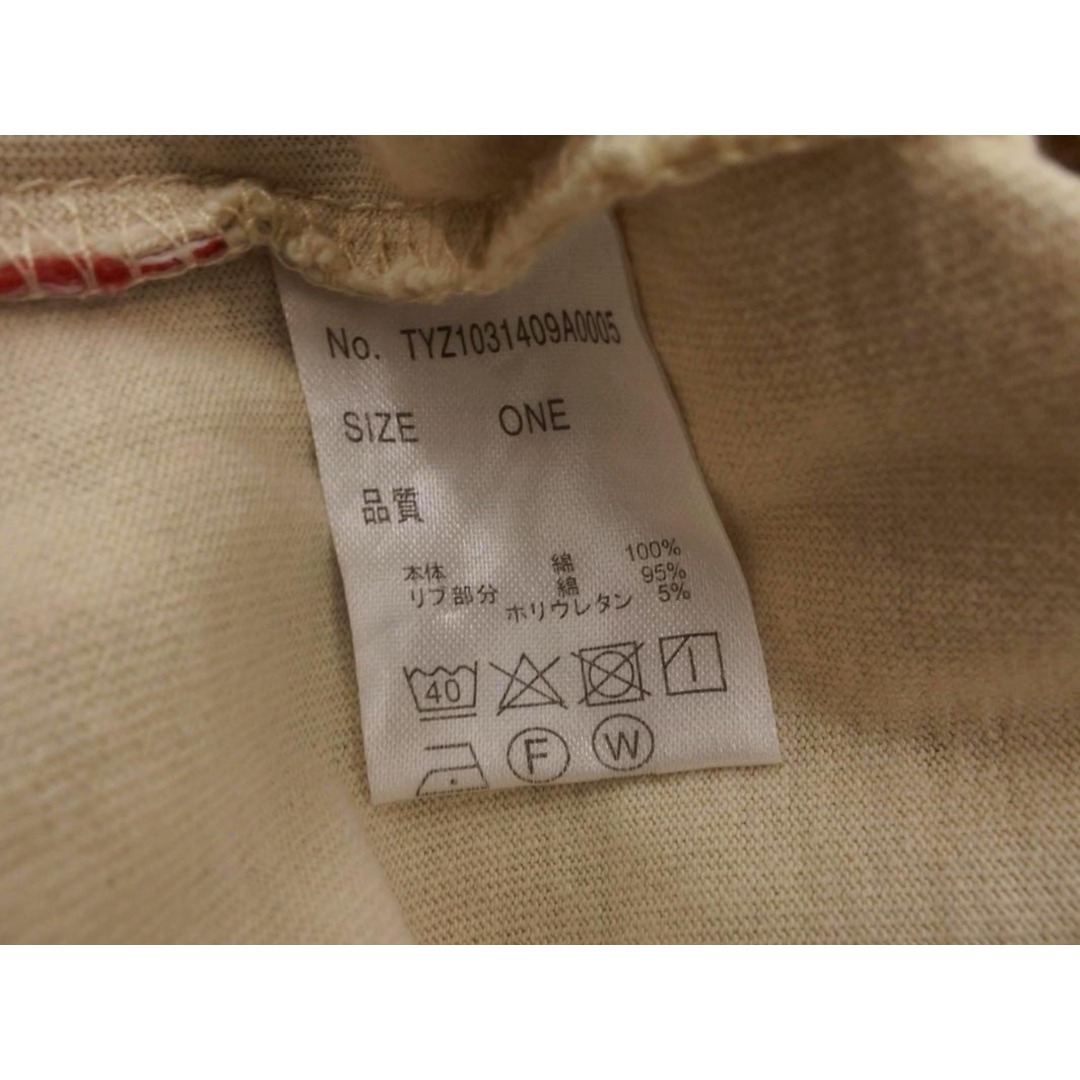 No. TYZ1031409A0005
SIZE ONE
品質
本体 綿 100%
リブ部分 綿 95%
ポリウレタン 5%
40
F W